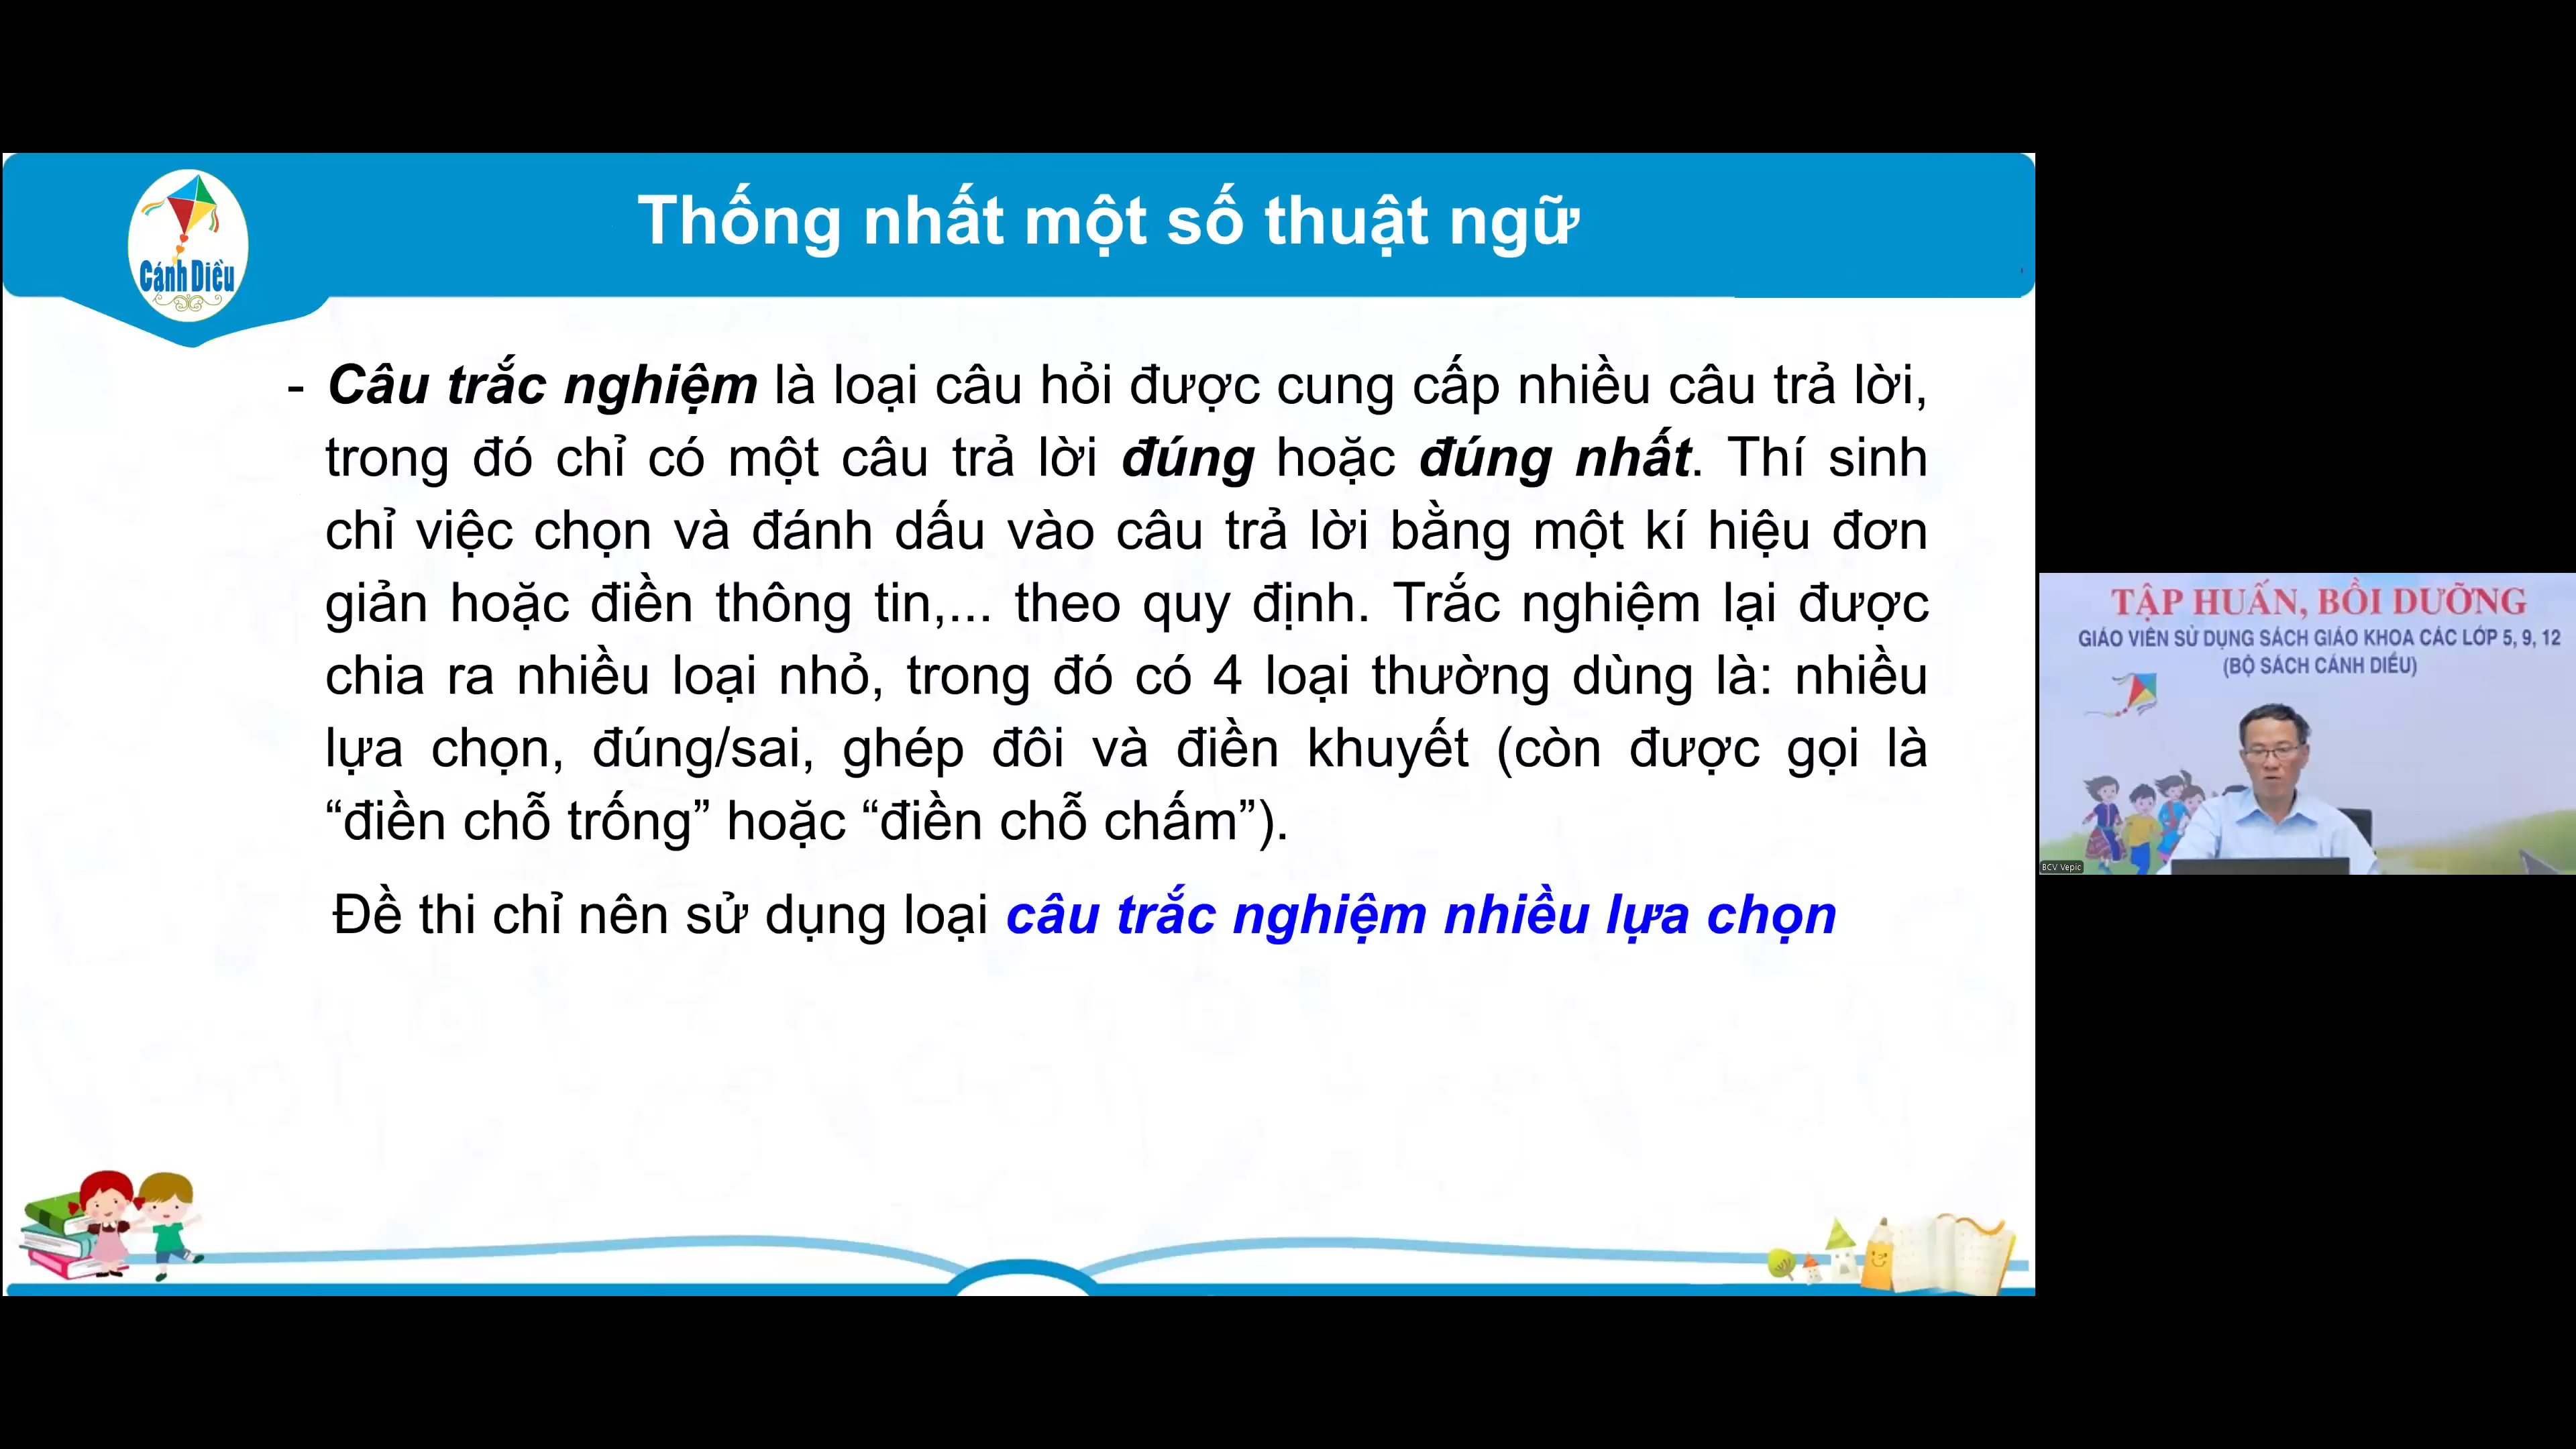 Cánh Diều
Thống nhất một số thuật ngữ
- Câu trắc nghiệm là loại câu hỏi được cung cấp nhiều câu trả lời,
trong đó chỉ có một câu trả lời đúng hoặc đúng nhất. Thí sinh
chỉ việc chọn và đánh dấu vào câu trả lời bằng một kí hiệu đơn
giản hoặc điền thông tin,... theo quy định. Trắc nghiệm lại được
chia ra nhiều loại nhỏ, trong đó có 4 loại thường dùng là: nhiều
lựa chọn, đúng/sai, ghép đôi và điền khuyết (còn được gọi là
“điền chỗ trống” hoặc “điền chỗ chấm”).
Đề thi chỉ nên sử dụng loại câu trắc nghiệm nhiều lựa chọn
TẬP HUẤN, BỒI DƯỠNG
GIÁO VIÊN SỬ DỤNG SÁCH GIÁO KHOA CÁC LỚP 5, 9, 12
(BỘ SÁCH CÁNH DIỀU)
BCV Vepic